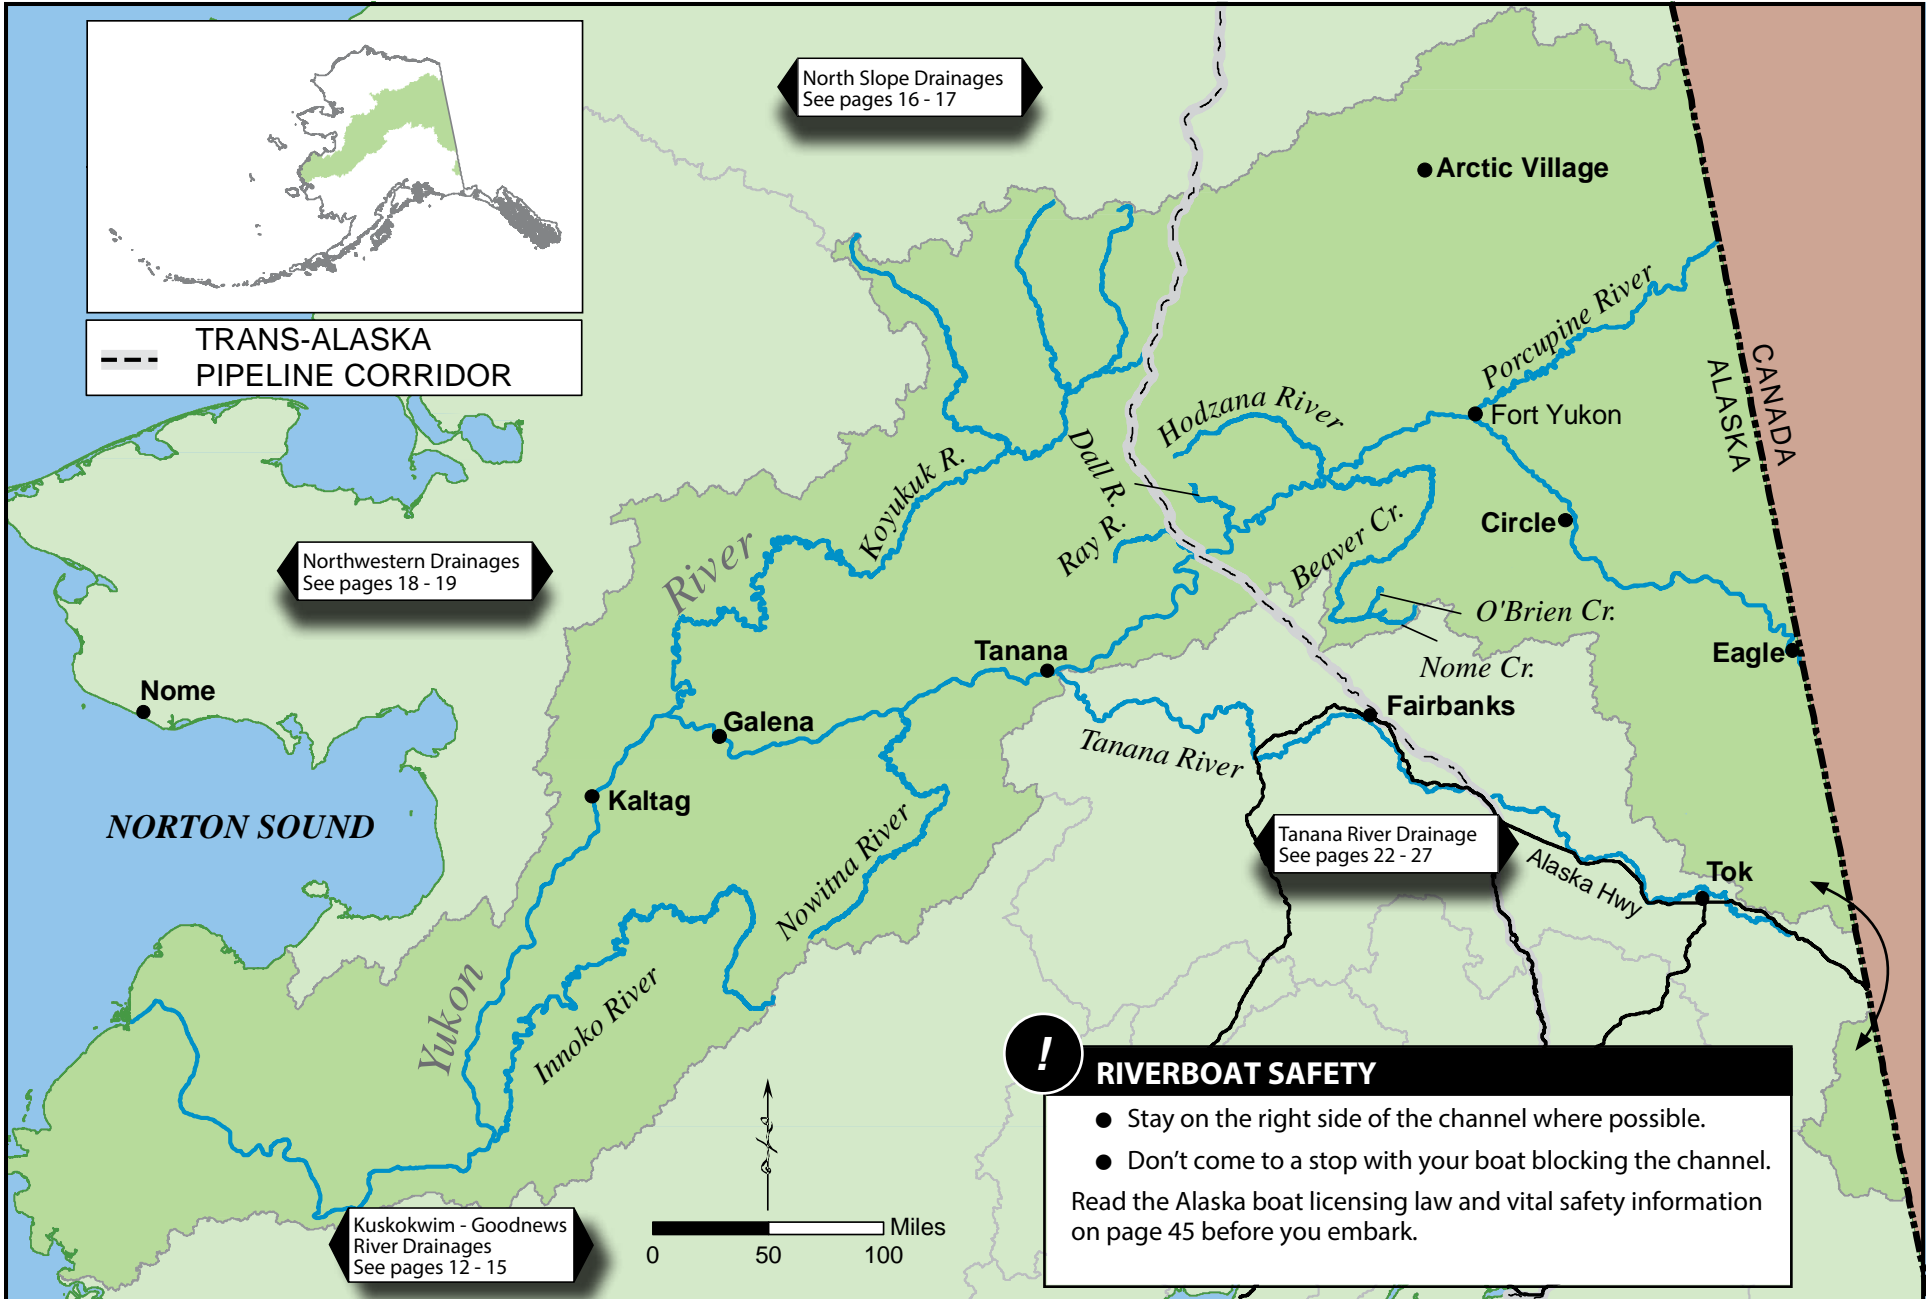 North Slope Drainages
See pages 16 - 17
Arctic Village
TRANS-ALASKA
PIPELINE CORRIDOR
Porcupine River
CANADA
ALASKA
Hodzana River
Fort Yukon
Dall R.
Koyukuk R.
Ray R.
Beaver Cr.
Circle
Northwestern Drainages
See pages 18 - 19
River
O'Brien Cr.
Nome Cr.
Eagle
Tanana
Nome
Galena
Fairbanks
Tanana River
Kaltag
NORTON SOUND
Nowitna River
Tanana River Drainage
See pages 22 - 27
Alaska Hwy
Tok
Yukon
Innoko River
!
RIVERBOAT SAFETY
● Stay on the right side of the channel where possible.
● Don't come to a stop with your boat blocking the channel.
Read the Alaska boat licensing law and vital safety information
on page 45 before you embark.
Kuskokwim - Goodnews
River Drainages
See pages 12 - 15
Miles
0 50 100